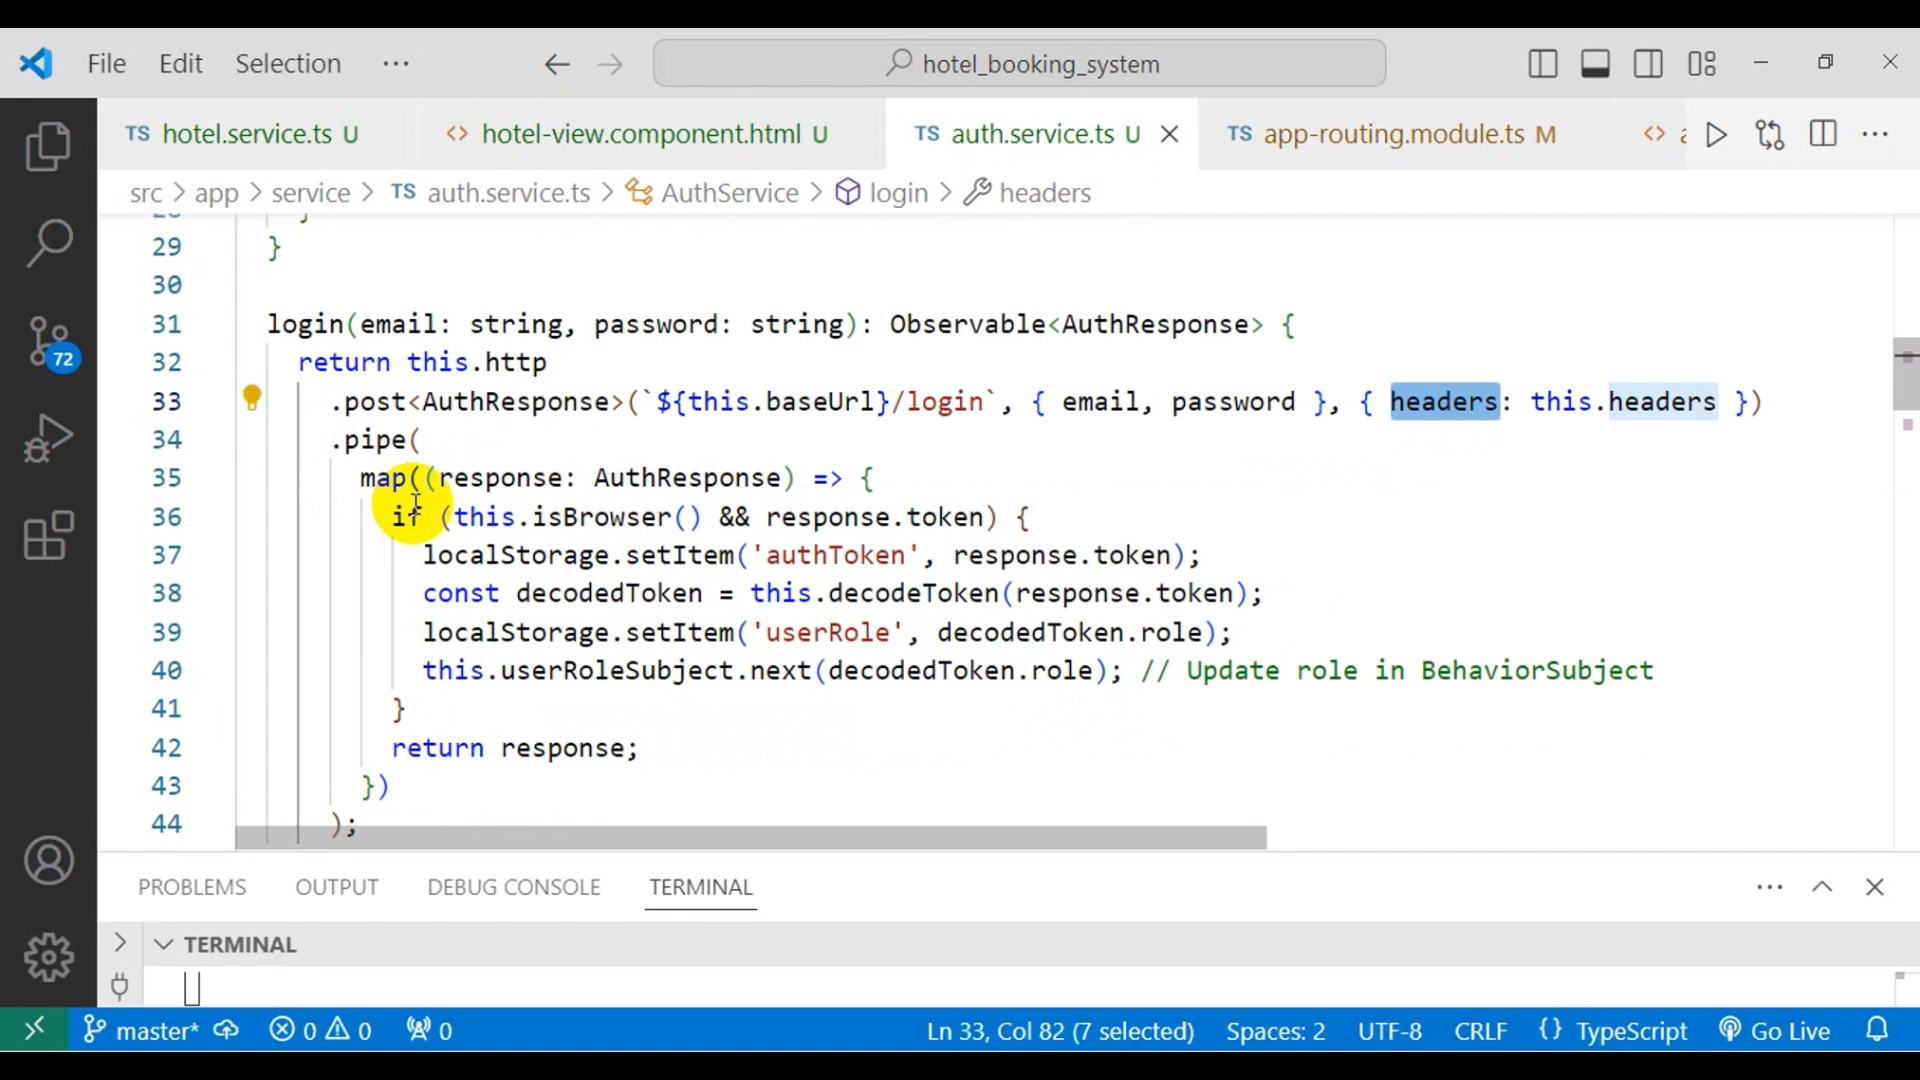 File Edit Selection ··· hotel_booking_system
TS hotel.service.ts U <> hotel-view.component.html U TS auth.service.ts U TS app-routing.module.ts M <>
src > app > service > TS auth.service.ts > AuthService > login > headers
29 }
30
31 login(email: string, password: string): Observable<AuthResponse> {
32 return this.http
33 .post<AuthResponse>(`${this.baseUrl}/login`, { email, password }, { headers: this.headers })
34 .pipe(
35 map((response: AuthResponse) => {
36 if (this.isBrowser() && response.token) {
37 localStorage.setItem('authToken', response.token);
38 const decodedToken = this.decodeToken(response.token);
39 localStorage.setItem('userRole', decodedToken.role);
40 this.userRoleSubject.next(decodedToken.role); // Update role in BehaviorSubject
41 }
42 return response;
43 })
44 );
72
PROBLEMS OUTPUT DEBUG CONSOLE TERMINAL ···
TERMINAL
master* 0 0 0 Ln 33, Col 82 (7 selected) Spaces: 2 UTF-8 CRLF {} TypeScript Go Live